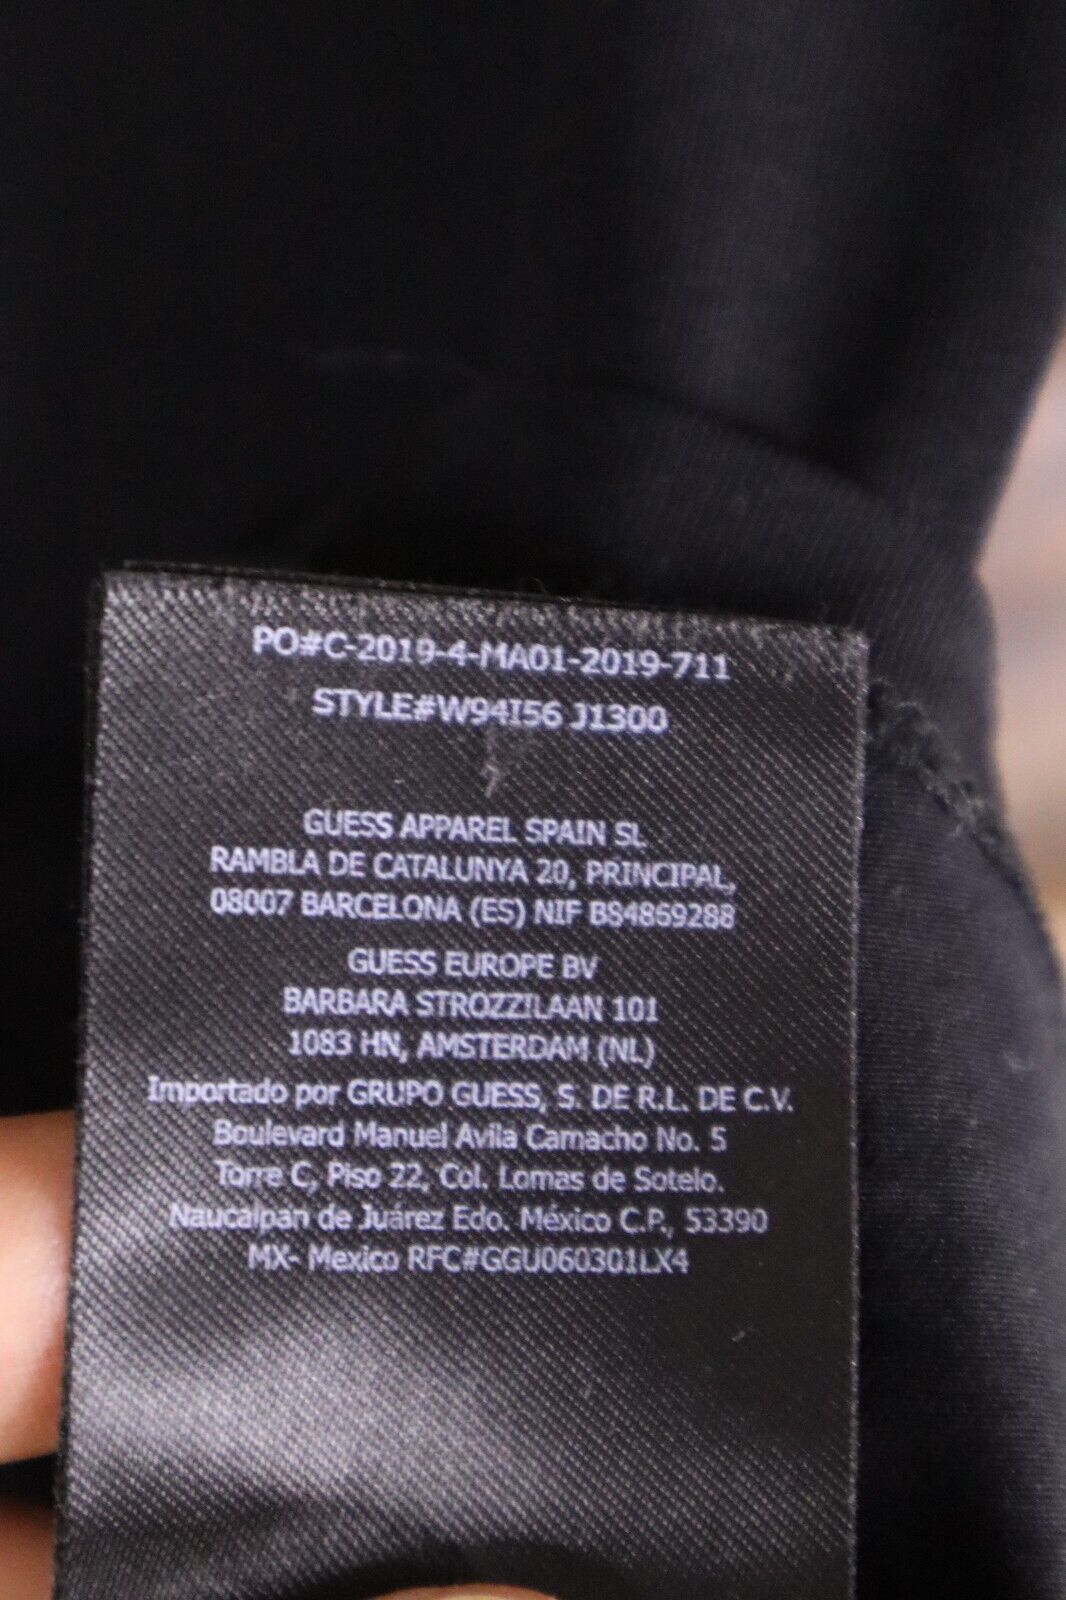 PO#C-2019-4-MA01-2019-711
STYLE#W94I56 J1300
GUESS APPAREL SPAIN SL
RAMBLA DE CATALUNYA 20, PRINCIPAL,
08007 BARCELONA (ES) NIF B84869288
GUESS EUROPE BV
BARBARA STROZZILAAN 101
1083 HN, AMSTERDAM (NL)
Importado por GRUPO GUESS, S. DE R.L. DE C.V.
Boulevard Manuel Avila Camacho No. 5
Torre C, Piso 22, Col. Lomas de Sotelo.
Naucalpan de Juárez Edo. México C.P., 53390
MX- Mexico RFC#GGU060301LX4